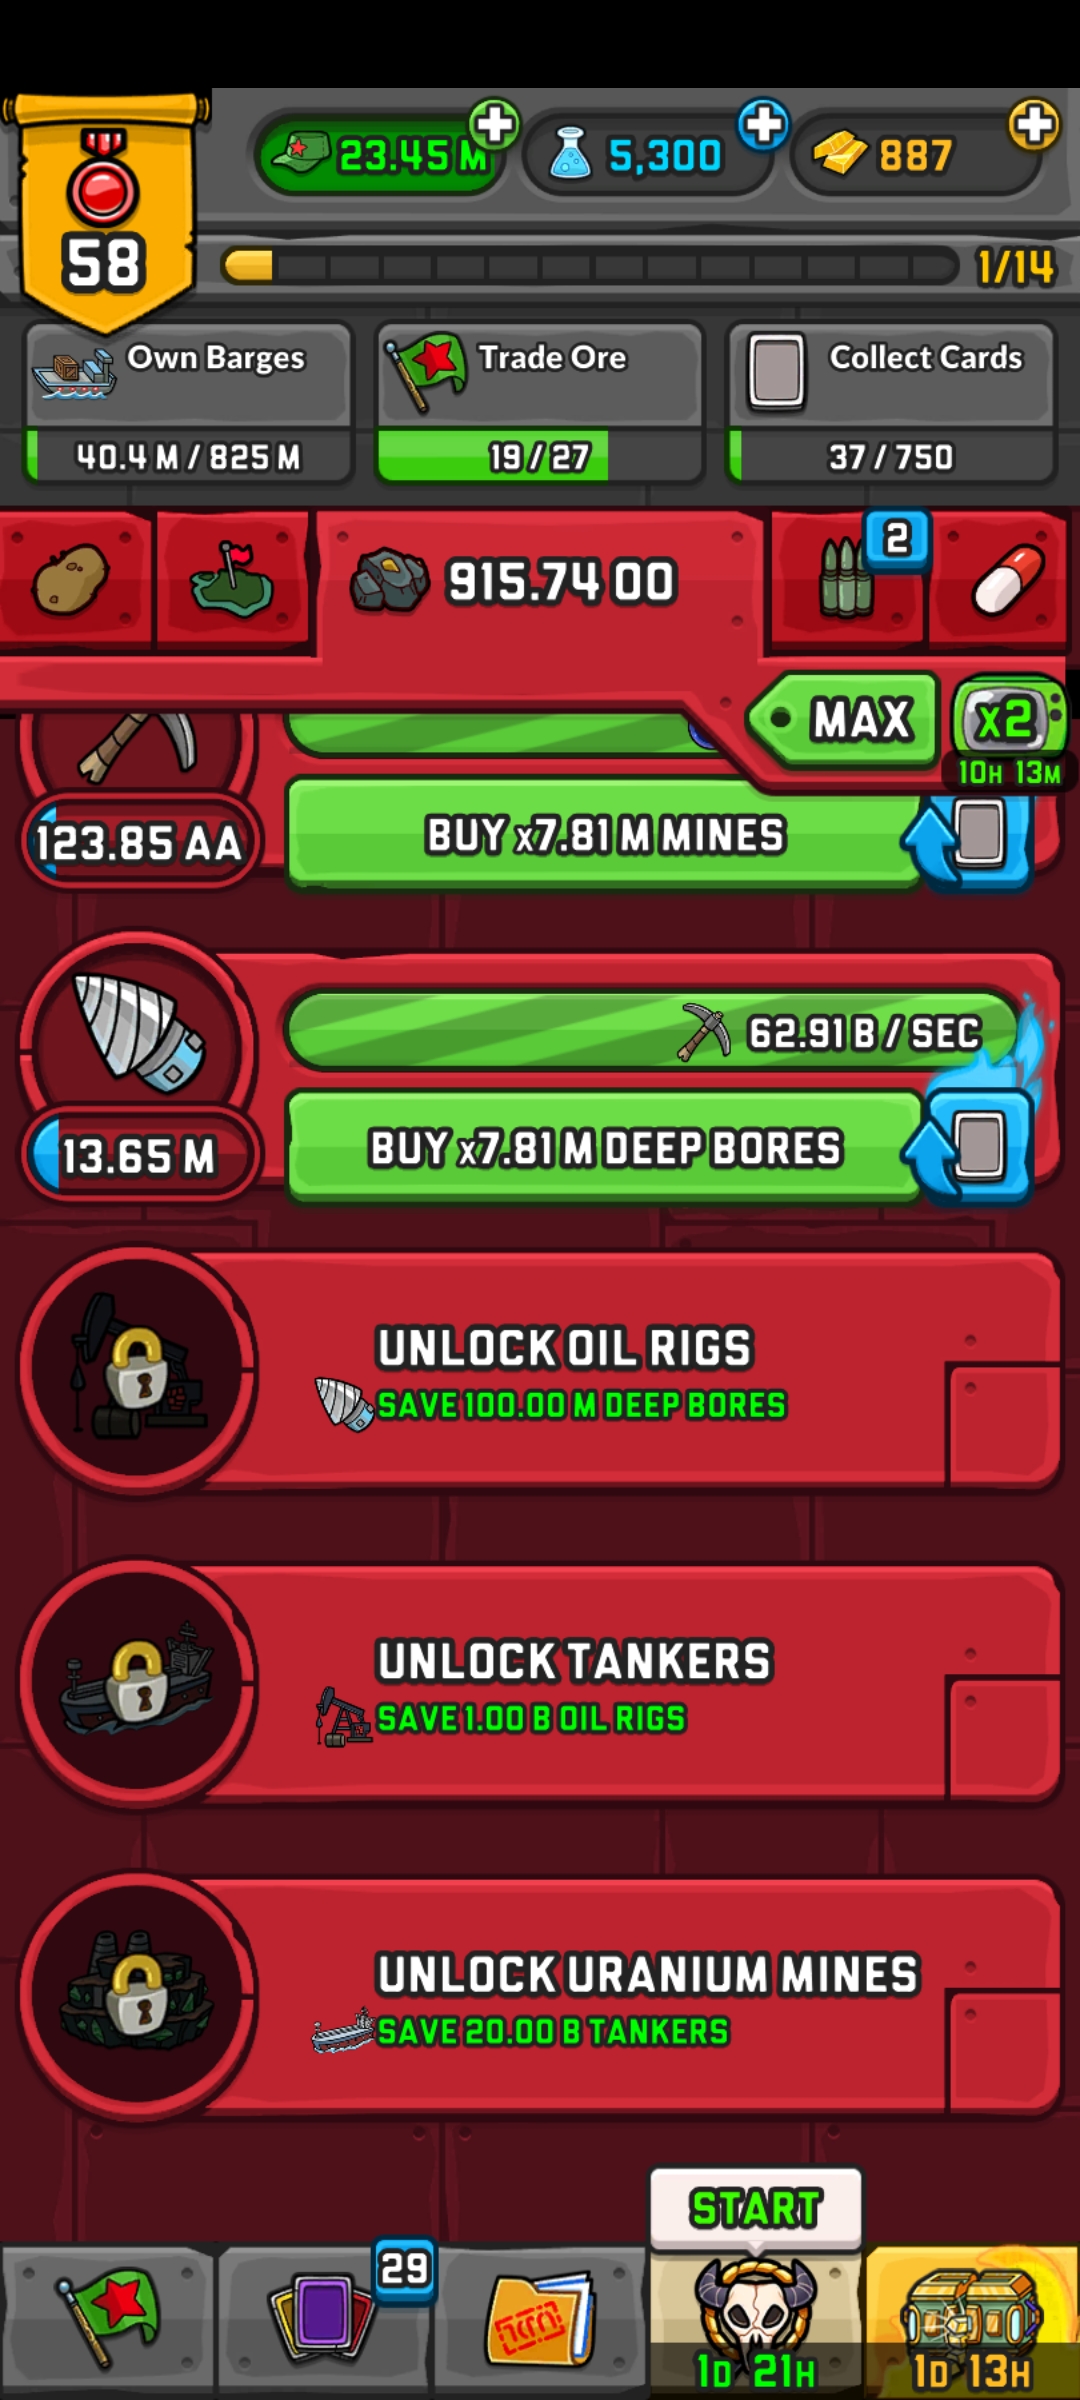 58
23.45 M
5,300
887
1/14
Own Barges
Trade Ore
Collect Cards
40.4 M / 825 M
19 / 27
37 / 750
915.74 OO
2
MAX
x2
10H 13M
123.85 AA
BUY x7.81 M MINES
62.91 B / SEC
13.65 M
BUY x7.81 M DEEP BORES
UNLOCK OIL RIGS
SAVE 100.00 M DEEP BORES
UNLOCK TANKERS
SAVE 1.00 B OIL RIGS
UNLOCK URANIUM MINES
SAVE 20.00 B TANKERS
START
29
1D 21H
1D 13H